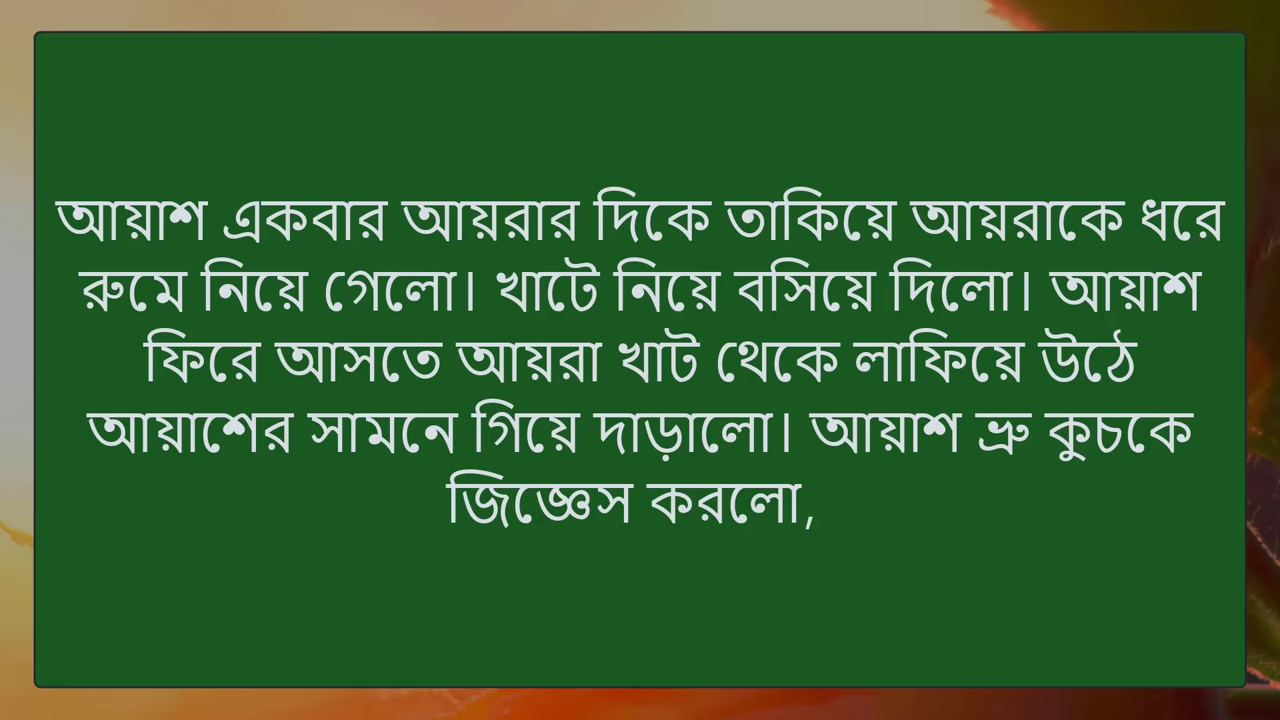 আয়াশ একবার আয়রার দিকে তাকিয়ে আয়রাকে ধরে
রুমে নিয়ে গেলো। খাটে নিয়ে বসিয়ে দিলো। আয়াশ
ফিরে আসতে আয়রা খাট থেকে লাফিয়ে উঠে
আয়াশের সামনে গিয়ে দাড়ালো। আয়াশ ভ্রু কুচকে
জিজ্ঞেস করলো,